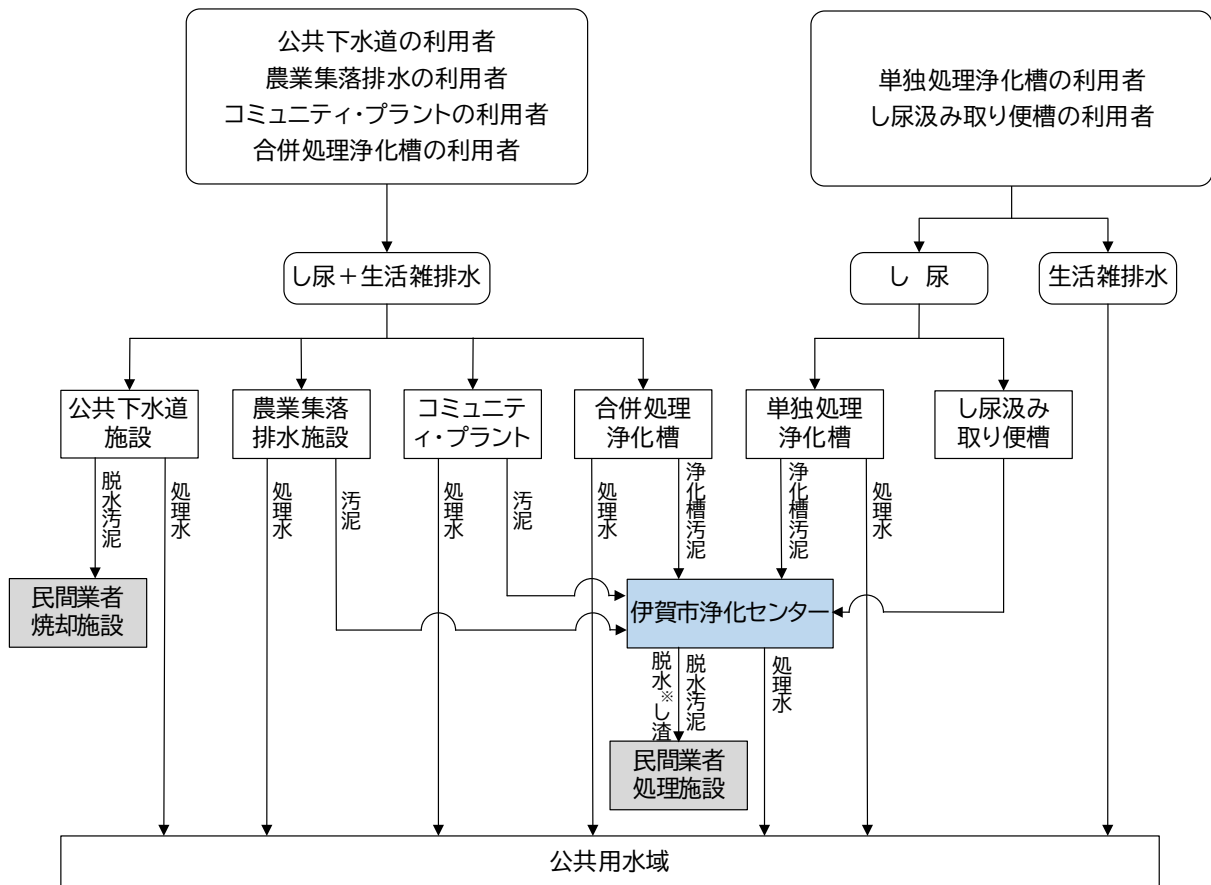 公共下水道の利用者
農業集落排水の利用者
コミュニティ・プラントの利用者
合併処理浄化槽の利用者
単独処理浄化槽の利用者
し尿汲み取り便槽の利用者
し尿＋生活雑排水
し 尿
生活雑排水
公共下水道
施設
農業集落
排水施設
コミュニテ
ィ・プラント
合併処理
浄化槽
単独処理
浄化槽
し尿汲み
取り便槽
脱水汚泥
処理水
処理水
汚泥
処理水
汚泥
処理水
浄化槽汚泥
浄化槽汚泥
処理水
民間業者
焼却施設
伊賀市浄化センター
脱水※し渣
脱水汚泥
処理水
民間業者
処理施設
公共用水域